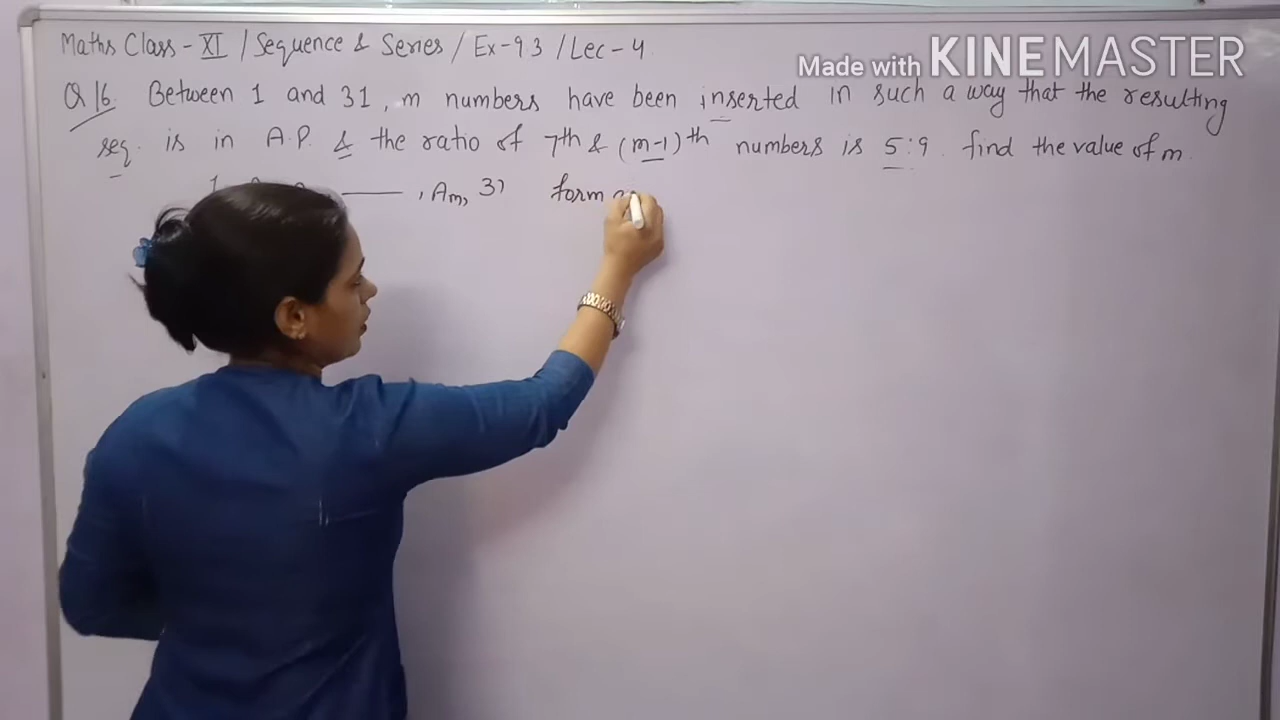 Maths Class - XI / Sequence & Series / Ex-9.3 / Lec-4
Made with KINEMASTER
Q 16. Between 1 and 31, m numbers have been inserted in such a way that the resulting
seq. is in A.P. & the ratio of 7th & (m-1)th numbers is 5:9. find the value of m.
1, , Am, 31 form